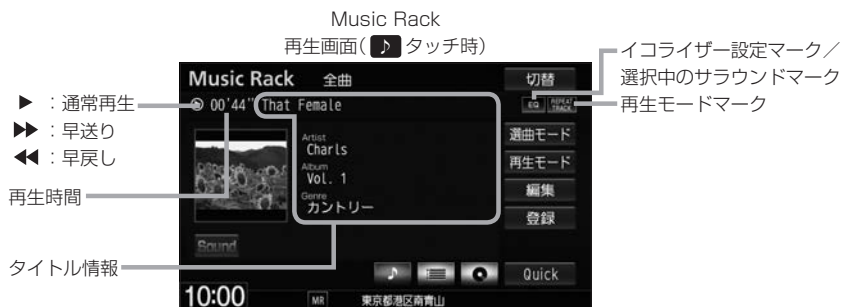 Music Rack
再生画面(♪タッチ時)
イコライザー設定マーク/
選択中のサラウンドマーク
再生モードマーク
▶ :通常再生
▶▶ :早送り
◀◀ :早戻し
再生時間
タイトル情報
Music Rack 全曲 切替
00'44" That Female EQ REPEAT TRACK
Artist
Charls
Album
Vol. 1
Genre
カントリー
選曲モード
再生モード
編集
登録
Sound
♪ Quick
10:00 MR 東京都港区南青山